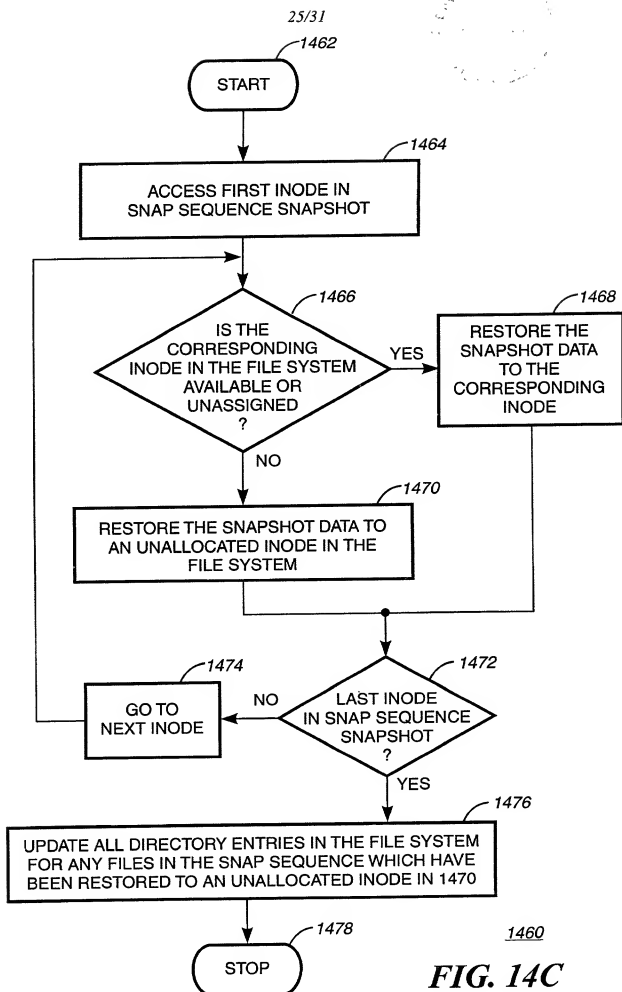 25/31
1462
START
1464
ACCESS FIRST INODE IN
SNAP SEQUENCE SNAPSHOT
1466
IS THE
CORRESPONDING
INODE IN THE FILE SYSTEM
AVAILABLE OR
UNASSIGNED
?
YES
1468
RESTORE THE
SNAPSHOT DATA
TO THE
CORRESPONDING
INODE
NO
1470
RESTORE THE SNAPSHOT DATA TO
AN UNALLOCATED INODE IN THE
FILE SYSTEM
1472
LAST INODE
IN SNAP SEQUENCE
SNAPSHOT
?
NO
1474
GO TO
NEXT INODE
YES
1476
UPDATE ALL DIRECTORY ENTRIES IN THE FILE SYSTEM
FOR ANY FILES IN THE SNAP SEQUENCE WHICH HAVE
BEEN RESTORED TO AN UNALLOCATED INODE IN 1470
1478
STOP
1460
FIG. 14C